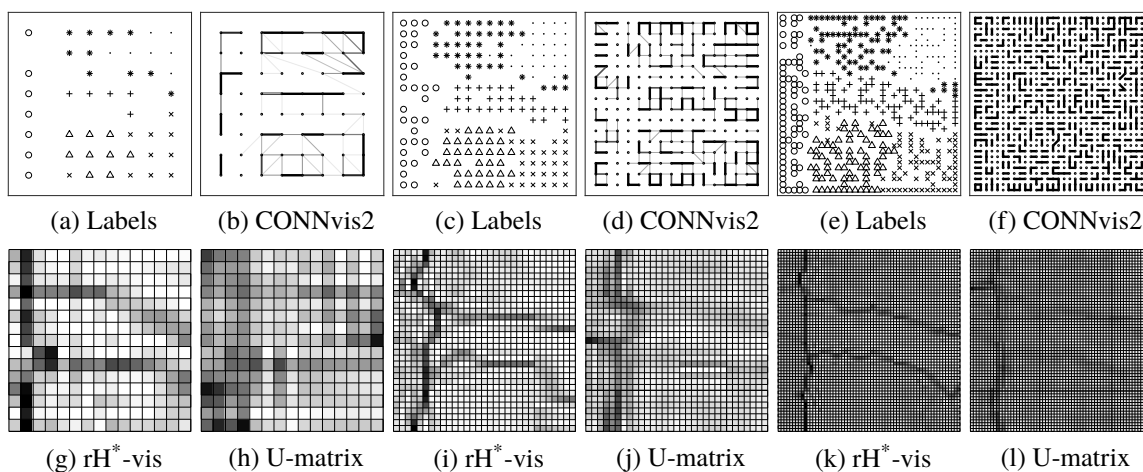 (a) Labels
(b) CONNvis2
(c) Labels
(d) CONNvis2
(e) Labels
(f) CONNvis2
(g) rH*-vis
(h) U-matrix
(i) rH*-vis
(j) U-matrix
(k) rH*-vis
(l) U-matrix